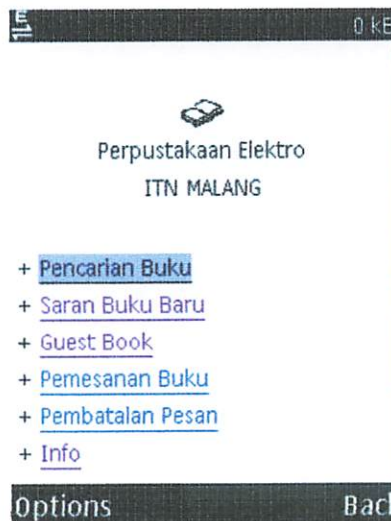 0 kB
Perpustakaan Elektro
ITN MALANG
+ Pencarian Buku
+ Saran Buku Baru
+ Guest Book
+ Pemesanan Buku
+ Pembatalan Pesan
+ Info
Options Back